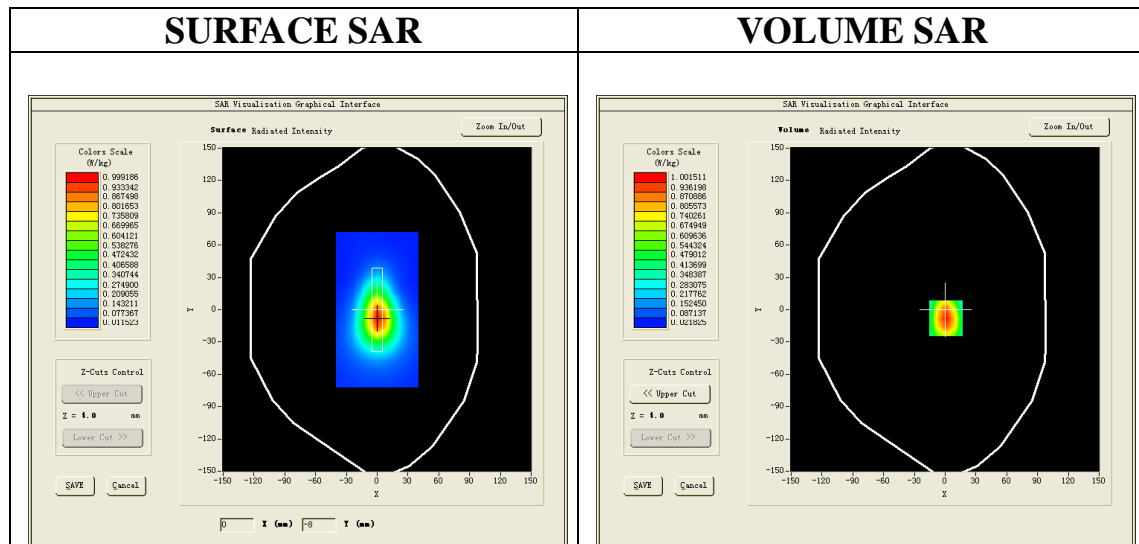 SURFACE SAR
VOLUME SAR
SAR Visualisation Graphical Interface
Surface Radiated Intensity
Zoom In/Out
Colors Scale
(W/kg)
0.999186
0.933342
0.867498
0.801653
0.735809
0.669965
0.604121
0.538276
0.472432
0.406588
0.340744
0.274900
0.209055
0.143211
0.077367
0.011523
150
120
90
60
30
0
-30
-60
-90
-120
-150
Y
-150 -120 -90 -60 -30 0 30 60 90 120 150
X
Z-Cuts Control
<< Upper Cut
Z = 4.0 mm
Lower Cut >>
SAVE Cancel
0 X (mm) -8 Y (mm)
SAR Visualisation Graphical Interface
Volume Radiated Intensity
Zoom In/Out
Colors Scale
(W/kg)
1.001511
0.936198
0.870886
0.805573
0.740261
0.674949
0.609636
0.544324
0.479012
0.413699
0.348387
0.283075
0.217762
0.152450
0.087137
0.021825
150
120
90
60
30
0
-30
-60
-90
-120
-150
Y
-150 -120 -90 -60 -30 0 30 60 90 120 150
X
Z-Cuts Control
<< Upper Cut
Z = 4.0 mm
Lower Cut >>
SAVE Cancel